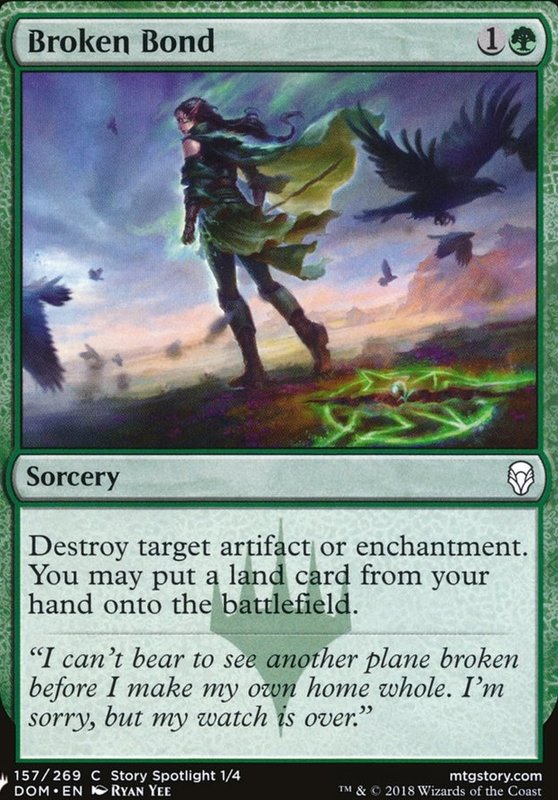 Broken Bond 1
Sorcery
Destroy target artifact or enchantment.
You may put a land card from your
hand onto the battlefield.
“I can’t bear to see another plane broken
before I make my own home whole. I’m
sorry, but my watch is over.”
157/269 C Story Spotlight 1/4 mtgstory.com
DOM • EN Ryan Yee ™ & © 2018 Wizards of the Coast